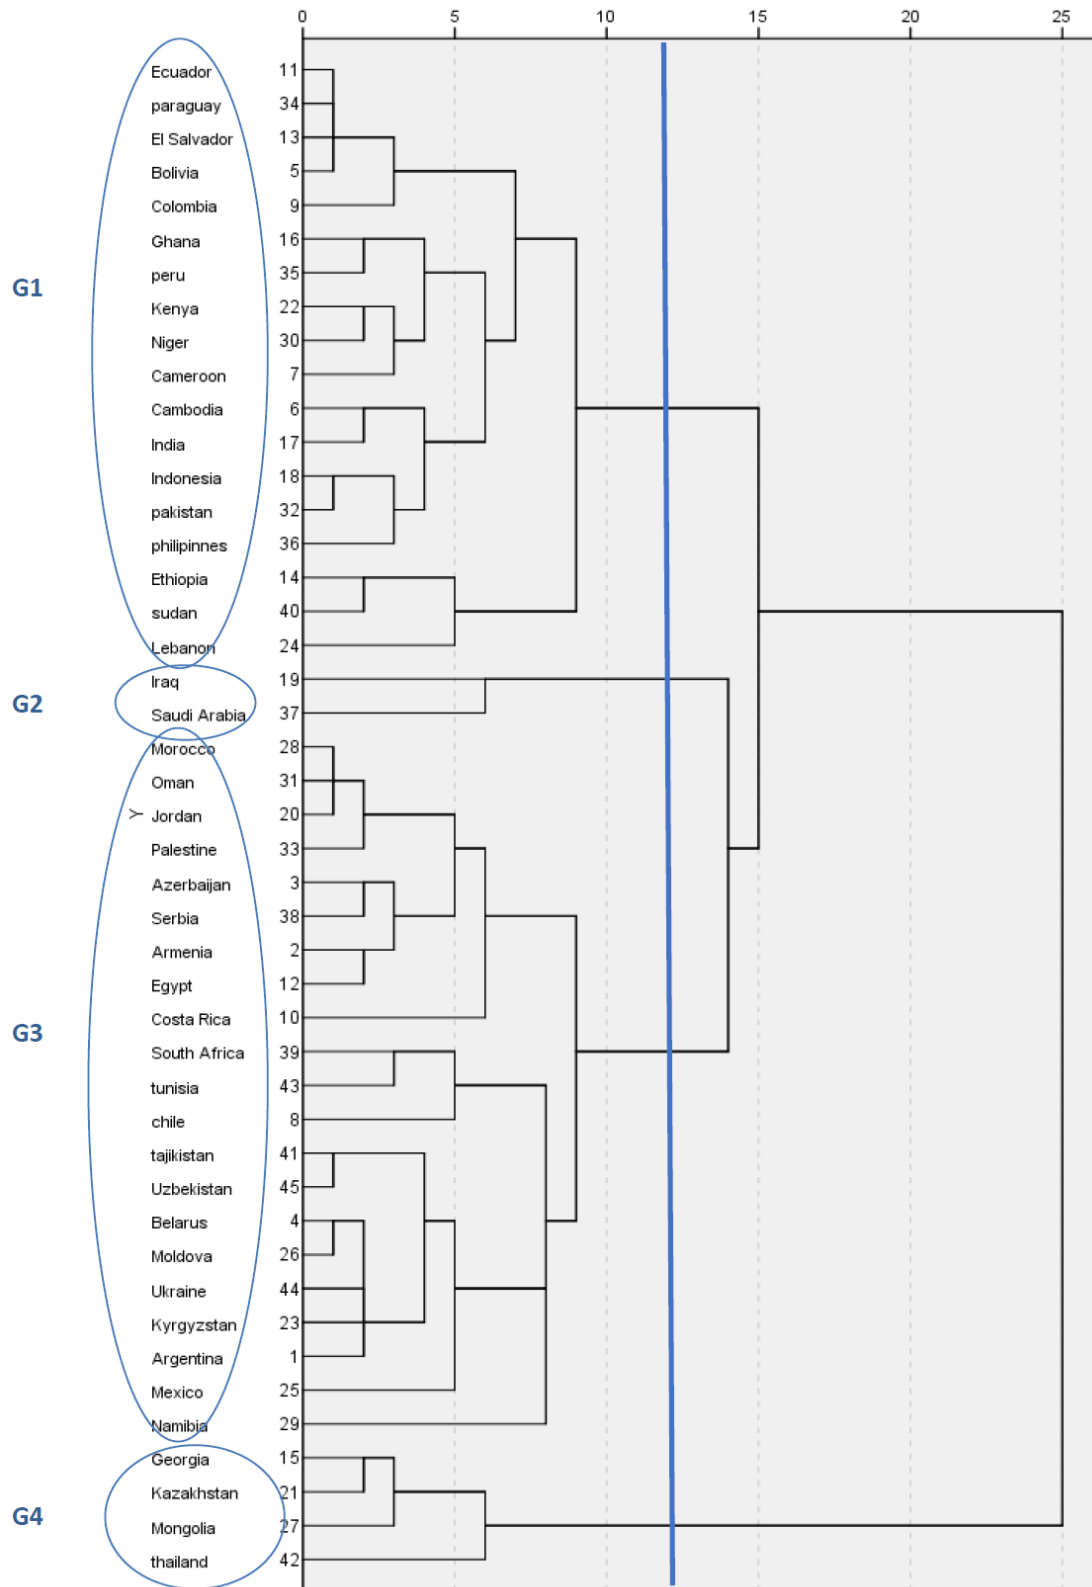 0 5 10 15 20 25
Ecuador 11
paraguay 34
El Salvador 13
Bolivia 5
Colombia 9
Ghana 16
peru 35
G1
Kenya 22
Niger 30
Cameroon 7
Cambodia 6
India 17
Indonesia 18
pakistan 32
philipinnes 36
Ethiopia 14
sudan 40
Lebanon 24
Iraq 19
G2
Saudi Arabia 37
Morocco 28
Oman 31
Y Jordan 20
Palestine 33
Azerbaijan 3
Serbia 38
Armenia 2
Egypt 12
Costa Rica 10
G3
South Africa 39
tunisia 43
chile 8
tajikistan 41
Uzbekistan 45
Belarus 4
Moldova 26
Ukraine 44
Kyrgyzstan 23
Argentina 1
Mexico 25
Namibia 29
Georgia 15
Kazakhstan 21
G4
Mongolia 27
thailand 42